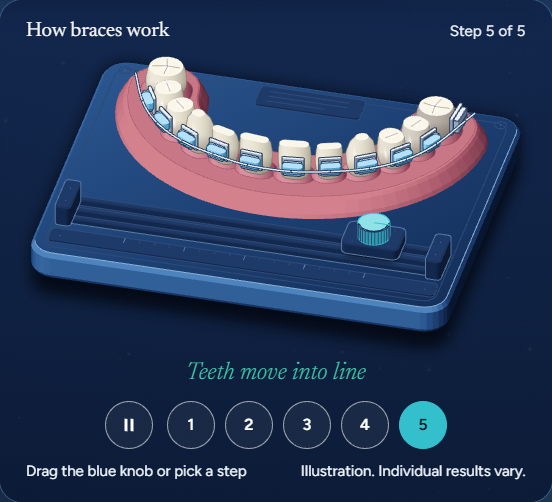 How braces work
Step 5 of 5
Teeth move into line
1 2 3 4 5
Drag the blue knob or pick a step
Illustration. Individual results vary.